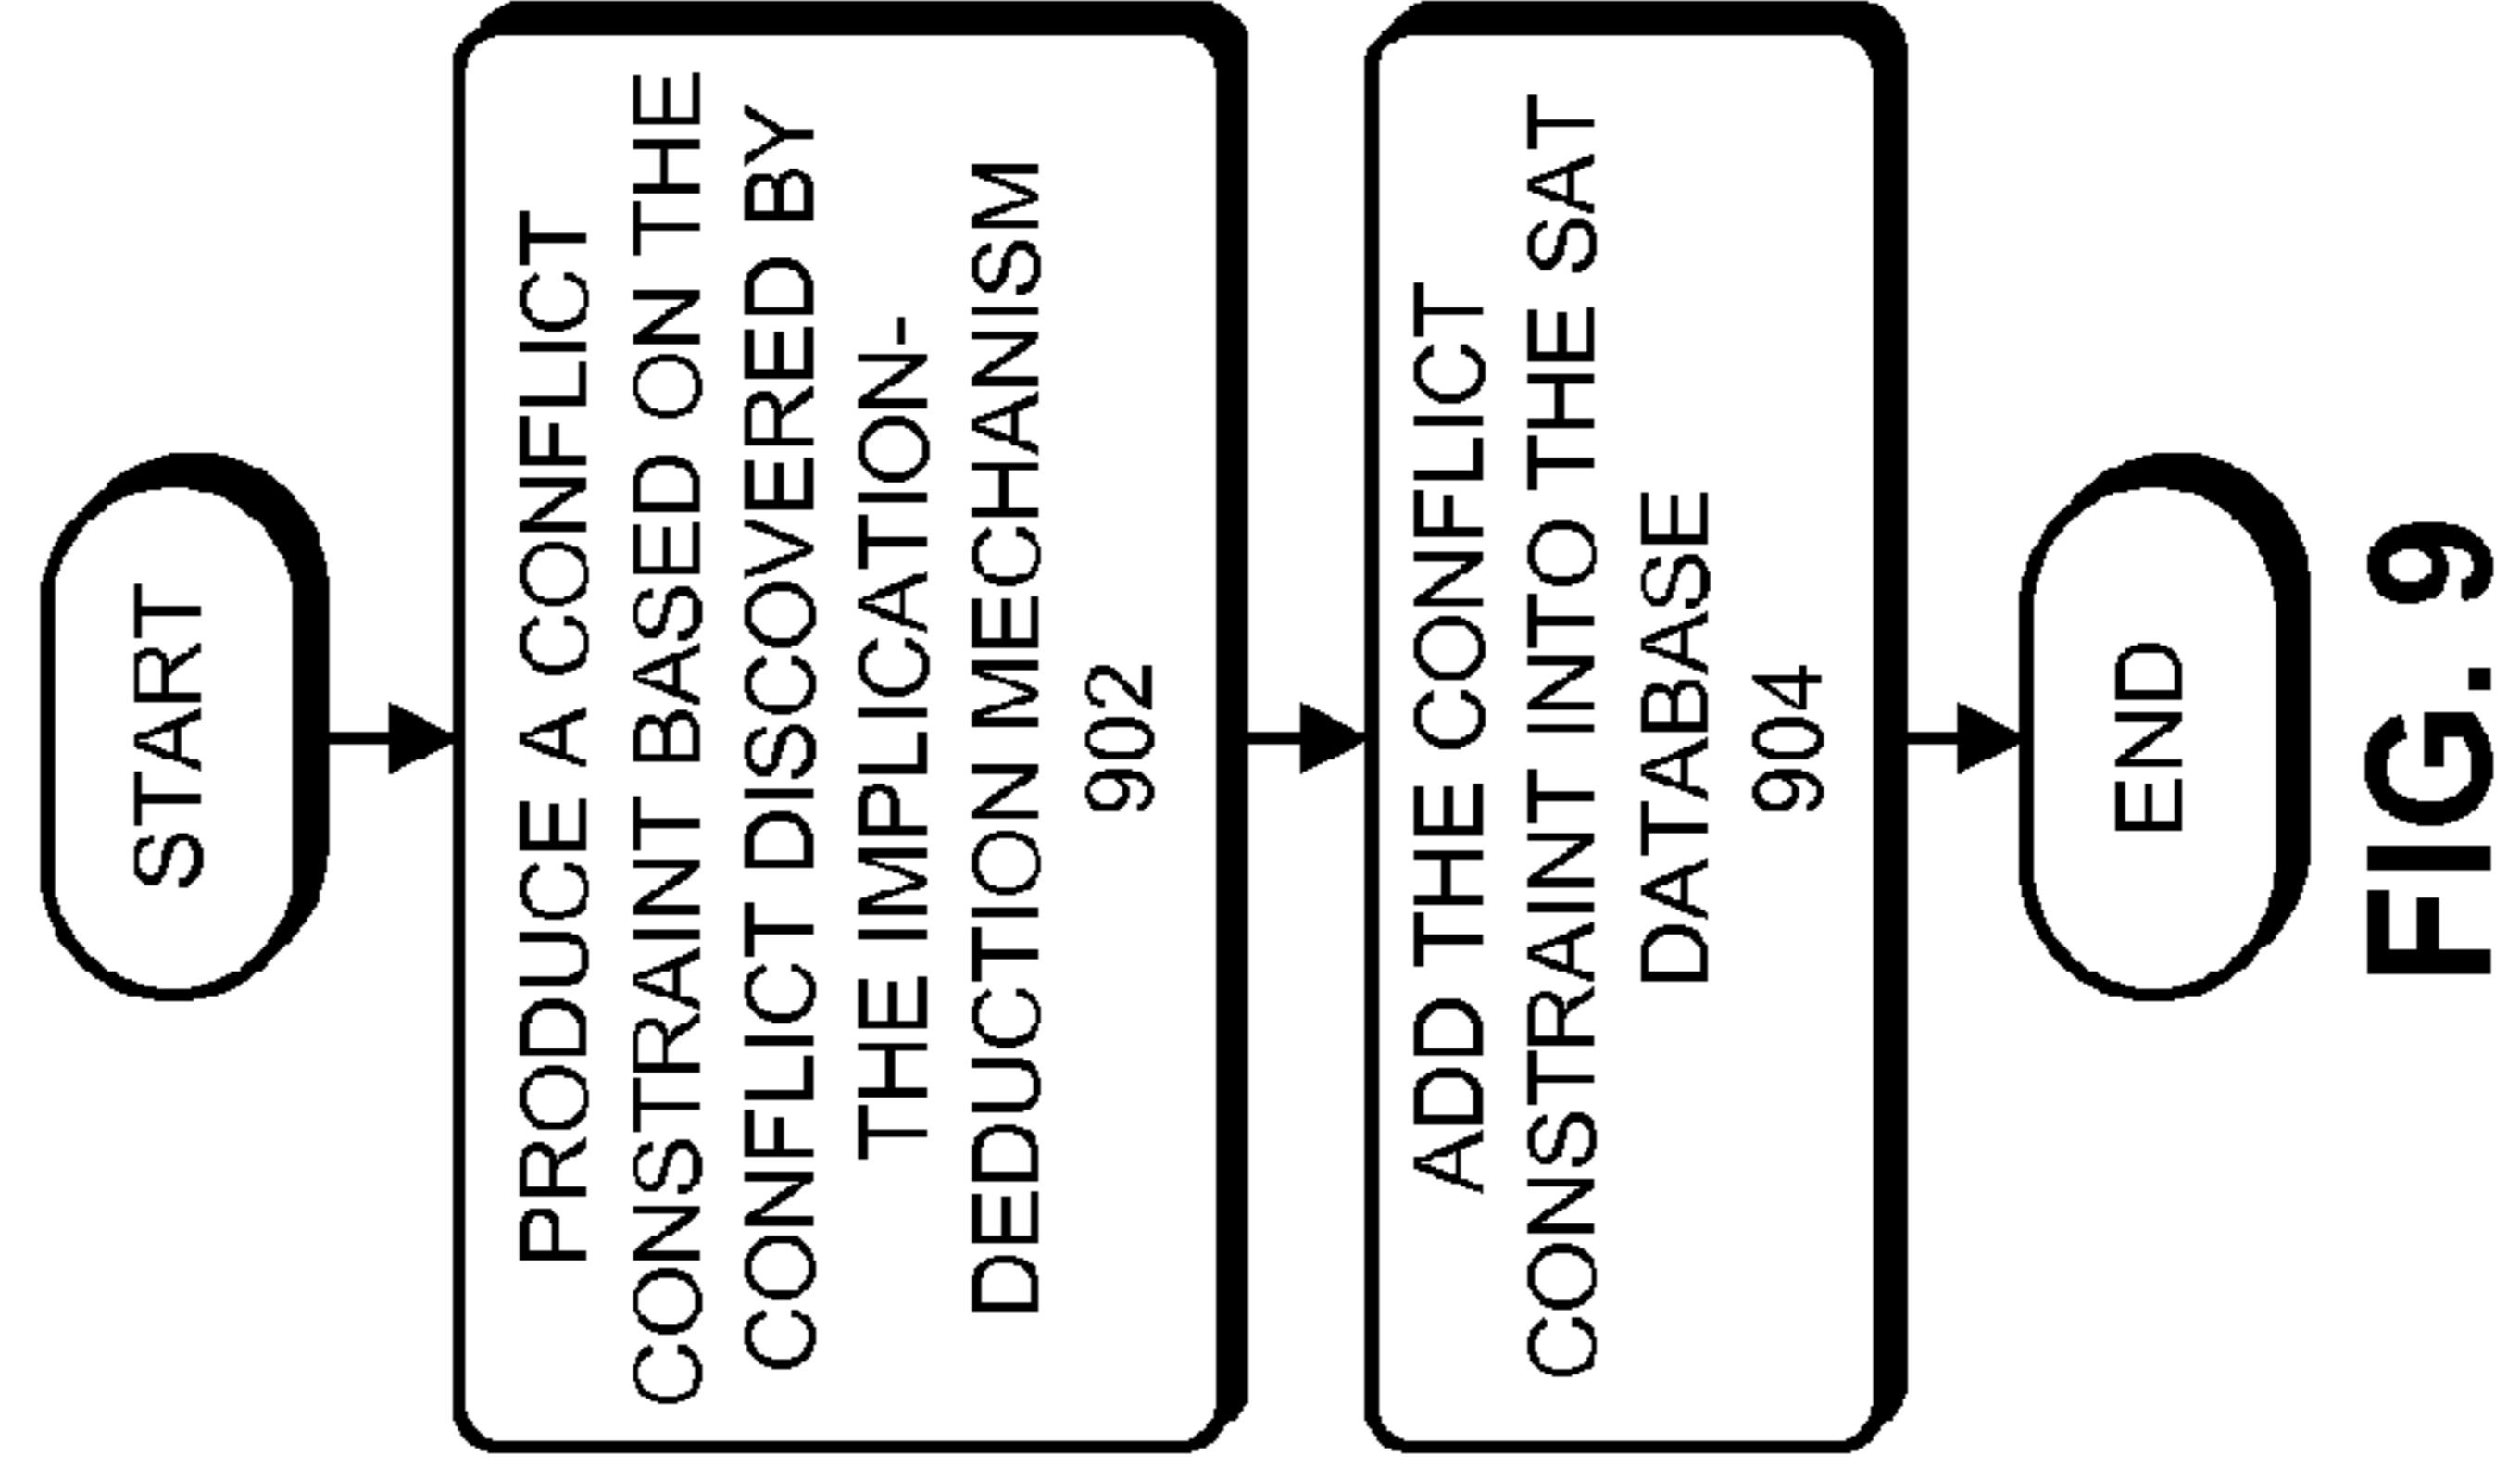 START
PRODUCE A CONFLICT
CONSTRAINT BASED ON THE
CONFLICT DISCOVERED BY
THE IMPLICATION-
DEDUCTION MECHANISM
902
ADD THE CONFLICT
CONSTRAINT INTO THE SAT
DATABASE
904
END
FIG. 9